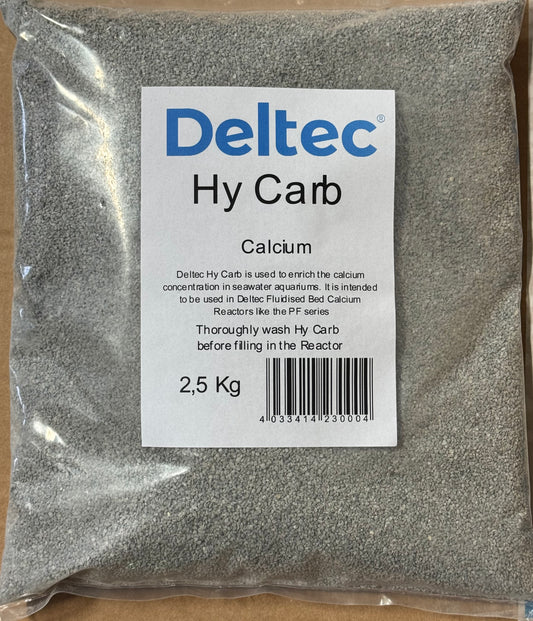 Deltec®
Hy Carb
Calcium
Deltec Hy Carb is used to enrich the calcium
concentration in seawater aquariums. It is intended
to be used in Deltec Fluidised Bed Calcium
Reactors like the PF series
Thoroughly wash Hy Carb
before filling in the Reactor
2,5 Kg
4 033414 230004